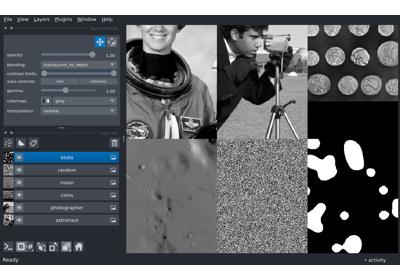 File View Layers Plugins Window Help
opacity: 1.00
blending: translucent_no_depth
contrast limits:
auto-contrast: once continuous
gamma: 1.00
colormap: gray
interpolation: nearest
blobs
random
moon
coins
photographer
astronaut
Ready activity